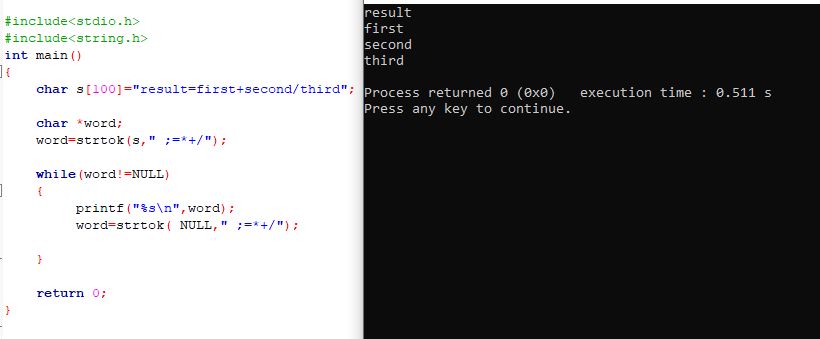 #include<stdio.h>
#include<string.h>
int main()
{
char s[100]="result=first+second/third";
char *word;
word=strtok(s," ;=*+/");
while(word!=NULL)
{
printf("%s\n",word);
word=strtok( NULL," ;=*+/");
}
return 0;
}
result
first
second
third
Process returned 0 (0x0)   execution time : 0.511 s
Press any key to continue.